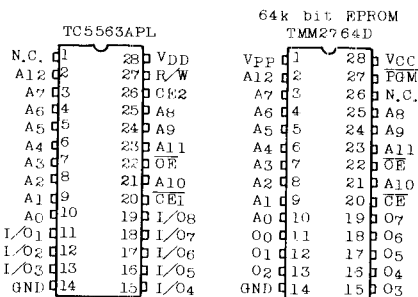 TC5563APL
N.C. 1 28 VDD
A12 2 27 R/W
A7 3 26 CE2
A6 4 25 A8
A5 5 24 A9
A4 6 23 A11
A3 7 22 OE
A2 8 21 A10
A1 9 20 CE1
A0 10 19 I/O8
I/O1 11 18 I/O7
I/O2 12 17 I/O6
I/O3 13 16 I/O5
GND 14 15 I/O4
64k bit EPROM
TMM2764D
VPP 1 28 VCC
A12 2 27 PGM
A7 3 26 N.C.
A6 4 25 A8
A5 5 24 A9
A4 6 23 A11
A3 7 22 OE
A2 8 21 A10
A1 9 20 CE
A0 10 19 O7
O0 11 18 O6
O1 12 17 O5
O2 13 16 O4
GND 14 15 O3